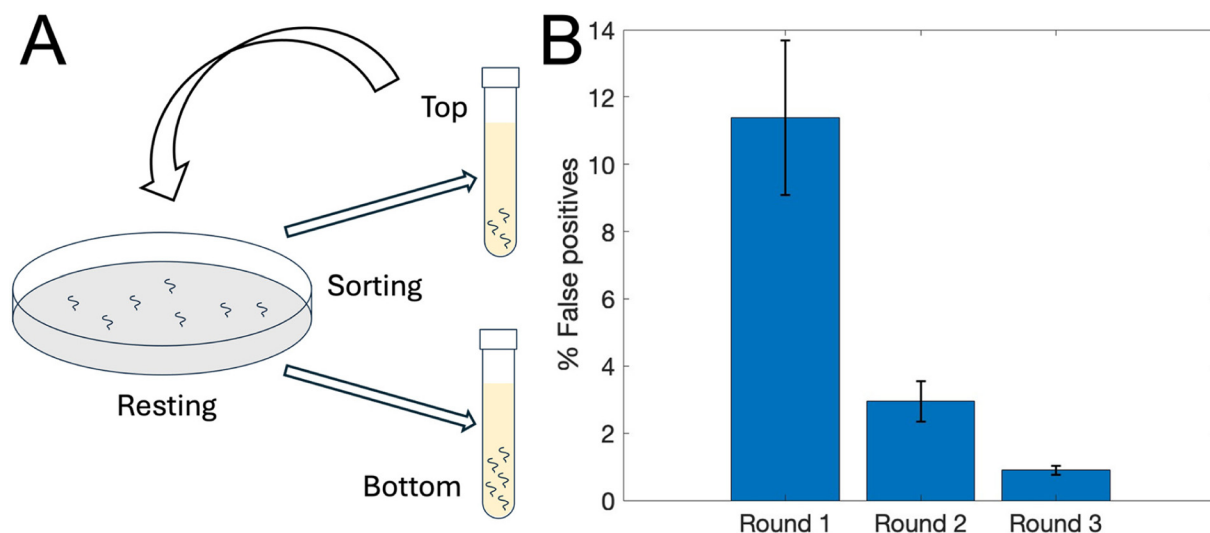 A
Top
Sorting
Resting
Bottom
B
% False positives
14
12
10
8
6
4
2
0
Round 1
Round 2
Round 3